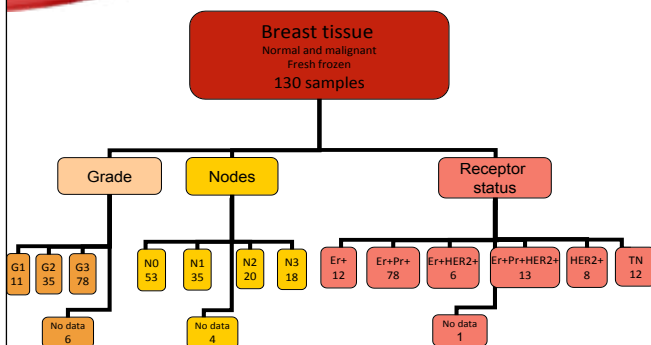 Breast tissue
Normal and malignant
Fresh frozen
130 samples
Grade
Nodes
Receptor
status
G1
11
G2
35
G3
78
N0
53
N1
35
N2
20
N3
18
Er+
12
Er+Pr+
78
Er+HER2+
6
Er+Pr+HER2+
13
HER2+
8
TN
12
No data
6
No data
4
No data
1